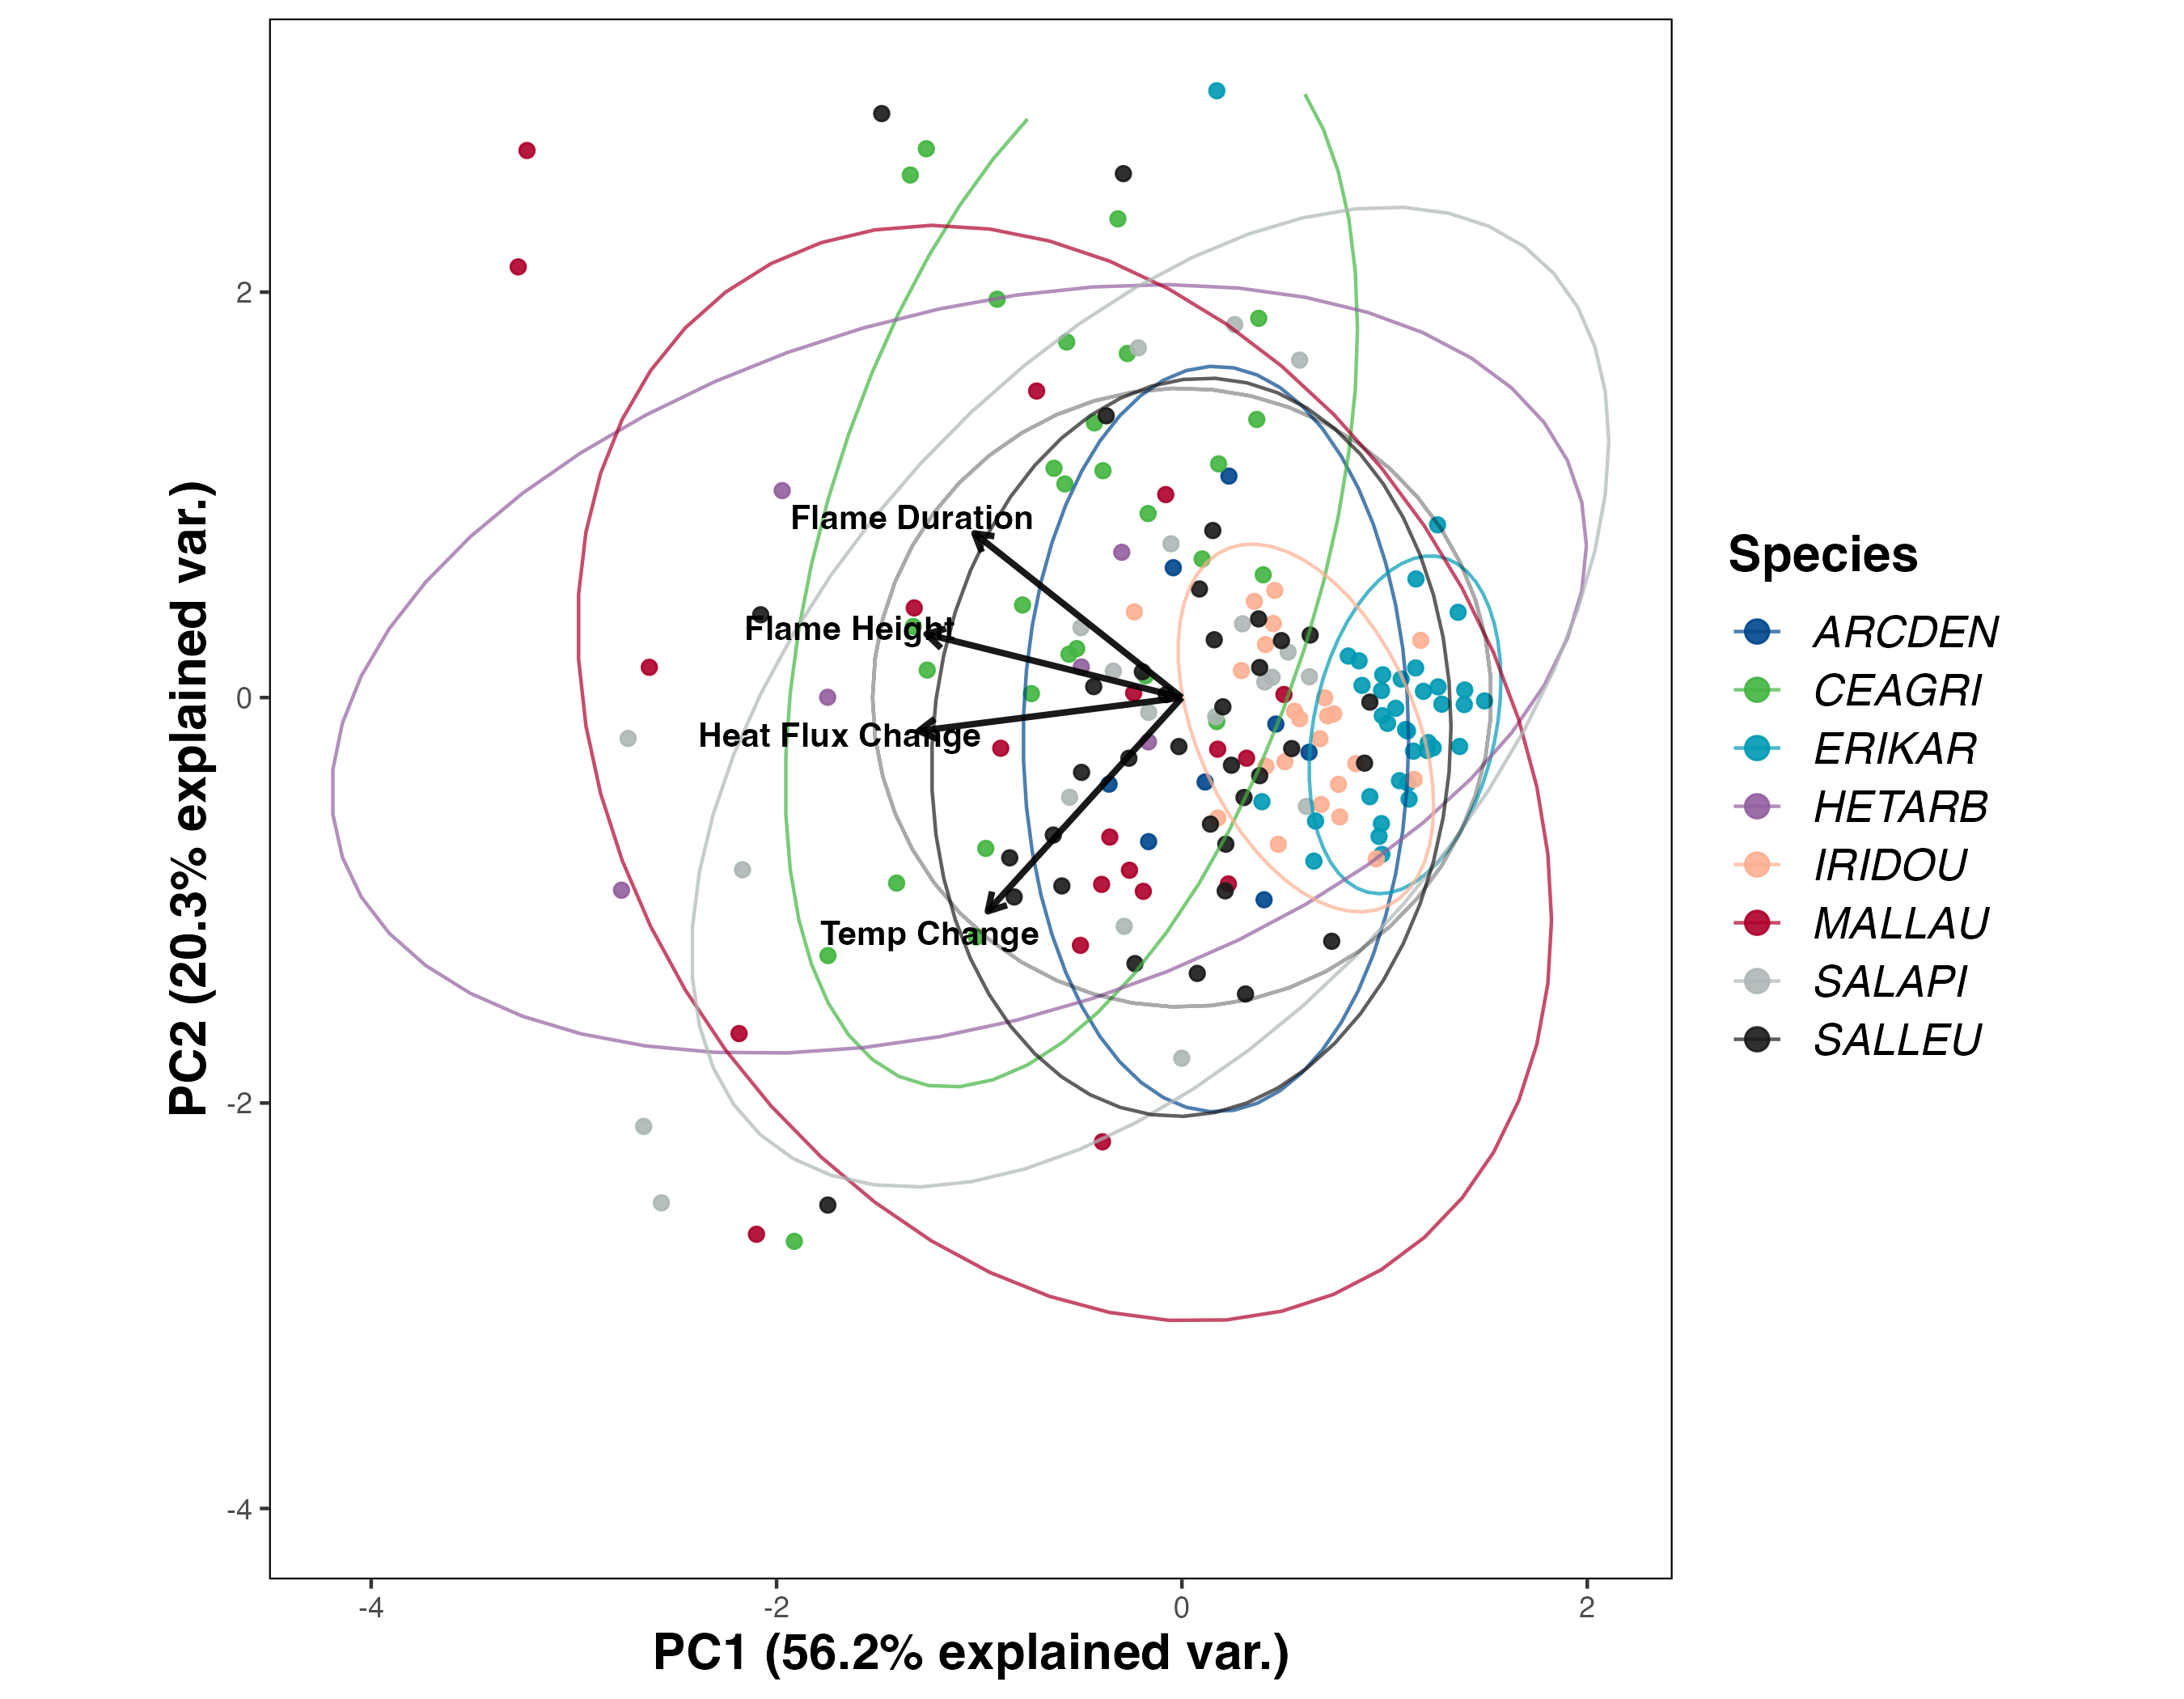 PC2 (20.3% explained var.)
2
0
-2
-4
Flame Duration
Flame Height
Heat Flux Change
Temp Change
-4
-2
0
2
PC1 (56.2% explained var.)
Species
ARCDEN
CEAGRI
ERIKAR
HETARB
IRIDOU
MALLAU
SALAPI
SALLEU